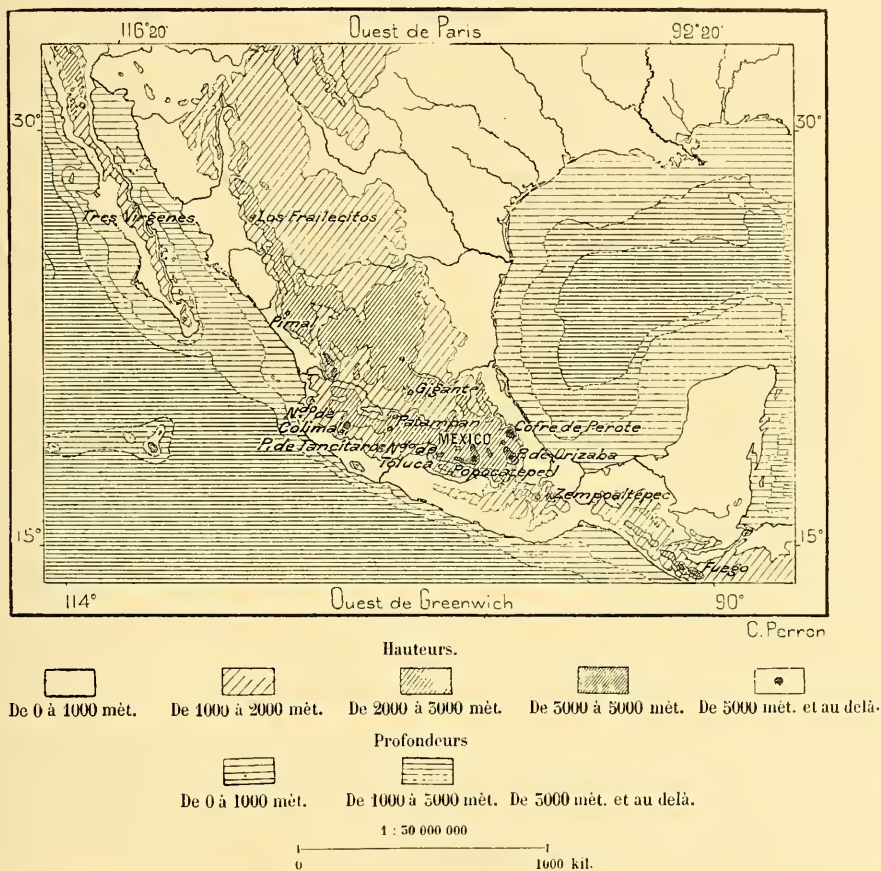 116°20' Ouest de Paris 92°20'
30° 30°
Tres Virgenes
Los Frailecitos
Pimal
Gigante
Nᵈᵒ de
Colima
Patamban
Cofre de Perote
MEXICO
P. de Tancitaro
Nᵈᵒ de
Toluca
P. de Orizaba
Popocatepetl
Zempoaltépec
15° 15°
Fuego
114° Ouest de Greenwich 90°
C. Perron
Hauteurs.
De 0 à 1000 mèt. De 1000 à 2000 mèt. De 2000 à 3000 mèt. De 3000 à 5000 mèt. De 5000 mèt. et au delà.
Profondeurs
De 0 à 1000 mèt. De 1000 à 3000 mèt. De 3000 mèt. et au delà.
1 : 30 000 000
0 1000 kil.